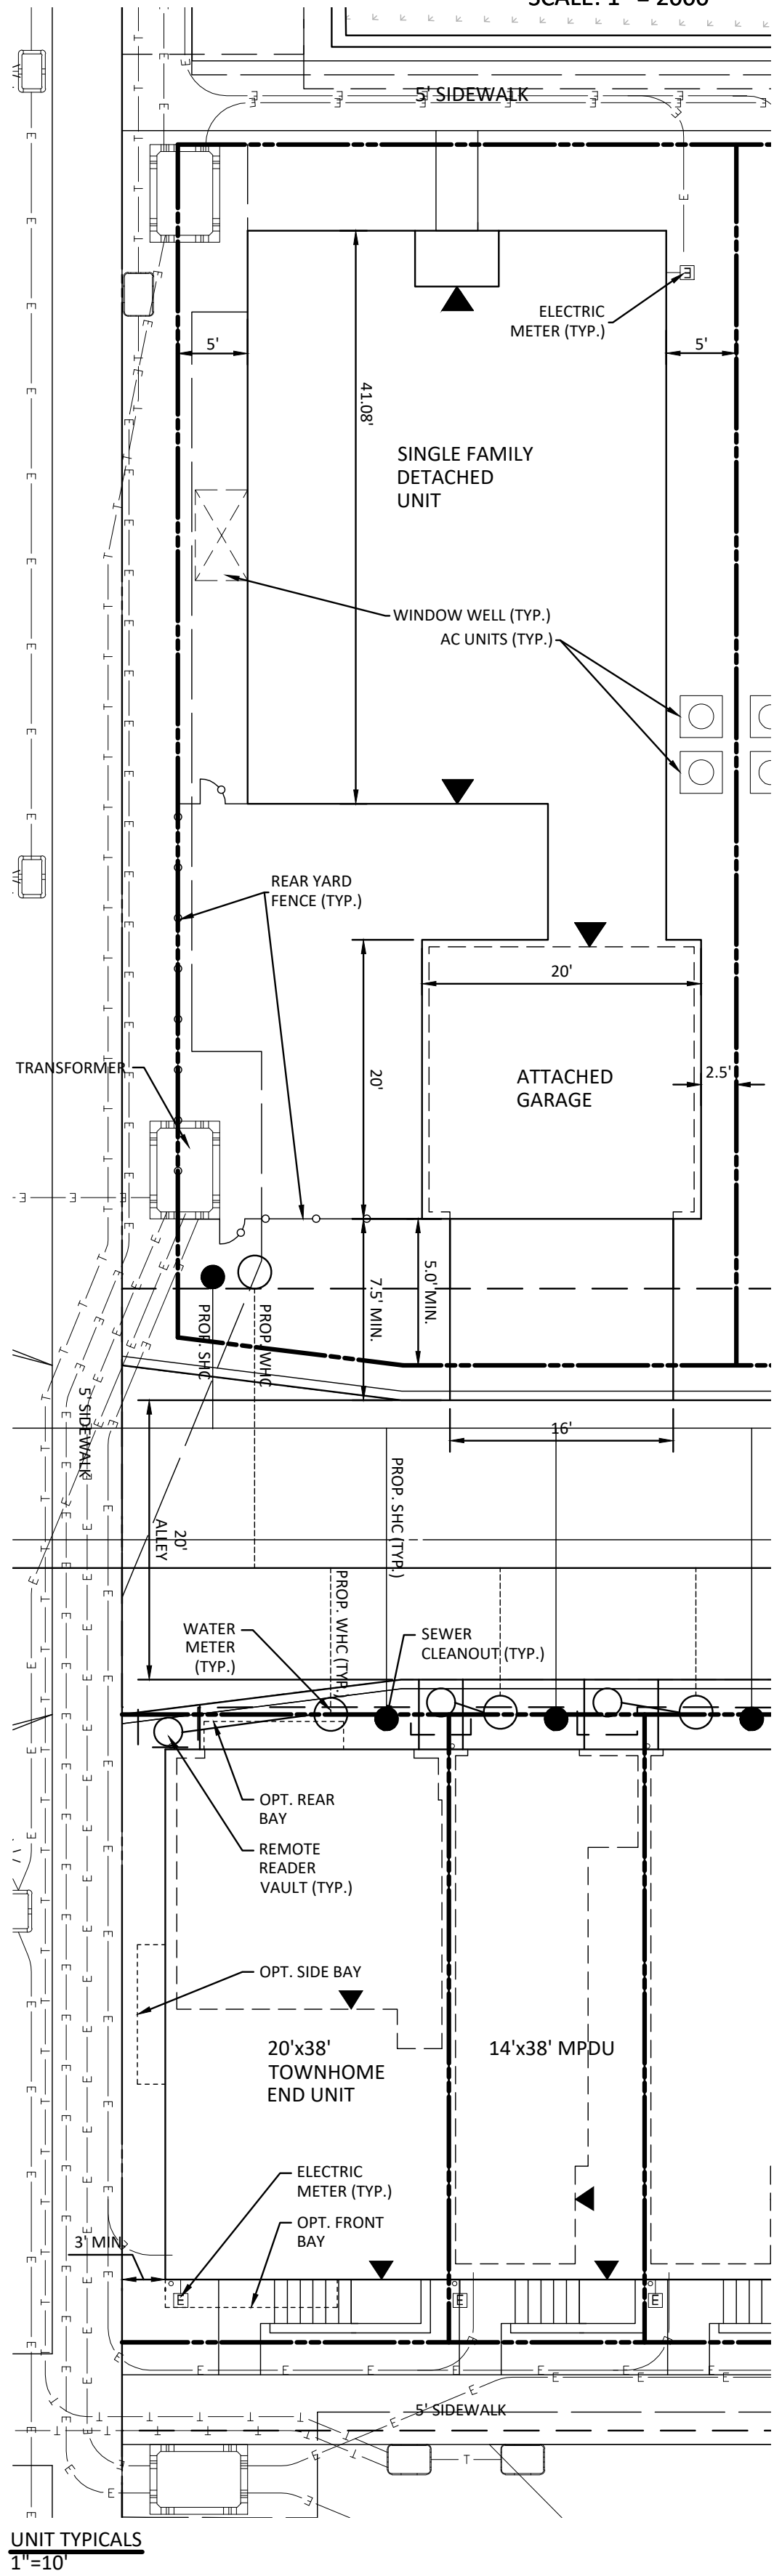 SCALE: 1" = 2000'
5' SIDEWALK
ELECTRIC
METER (TYP.)
5'
5'
41.08'
SINGLE FAMILY
DETACHED
UNIT
WINDOW WELL (TYP.)
AC UNITS (TYP.)
REAR YARD
FENCE (TYP.)
20'
TRANSFORMER
20'
ATTACHED
GARAGE
2.5'
7.5' MIN.
5.0' MIN.
PROP. SHC
PROP. WHC
5' SIDEWALK
16'
20'
ALLEY
PROP. SHC (TYP.)
PROP. WHC (TYP.)
WATER
METER
(TYP.)
SEWER
CLEANOUT (TYP.)
OPT. REAR
BAY
REMOTE
READER
VAULT (TYP.)
OPT. SIDE BAY
20'x38'
TOWNHOME
END UNIT
14'x38' MPDU
ELECTRIC
METER (TYP.)
OPT. FRONT
BAY
3' MIN.
E
E
E
5' SIDEWALK
UNIT TYPICALS
1"=10'